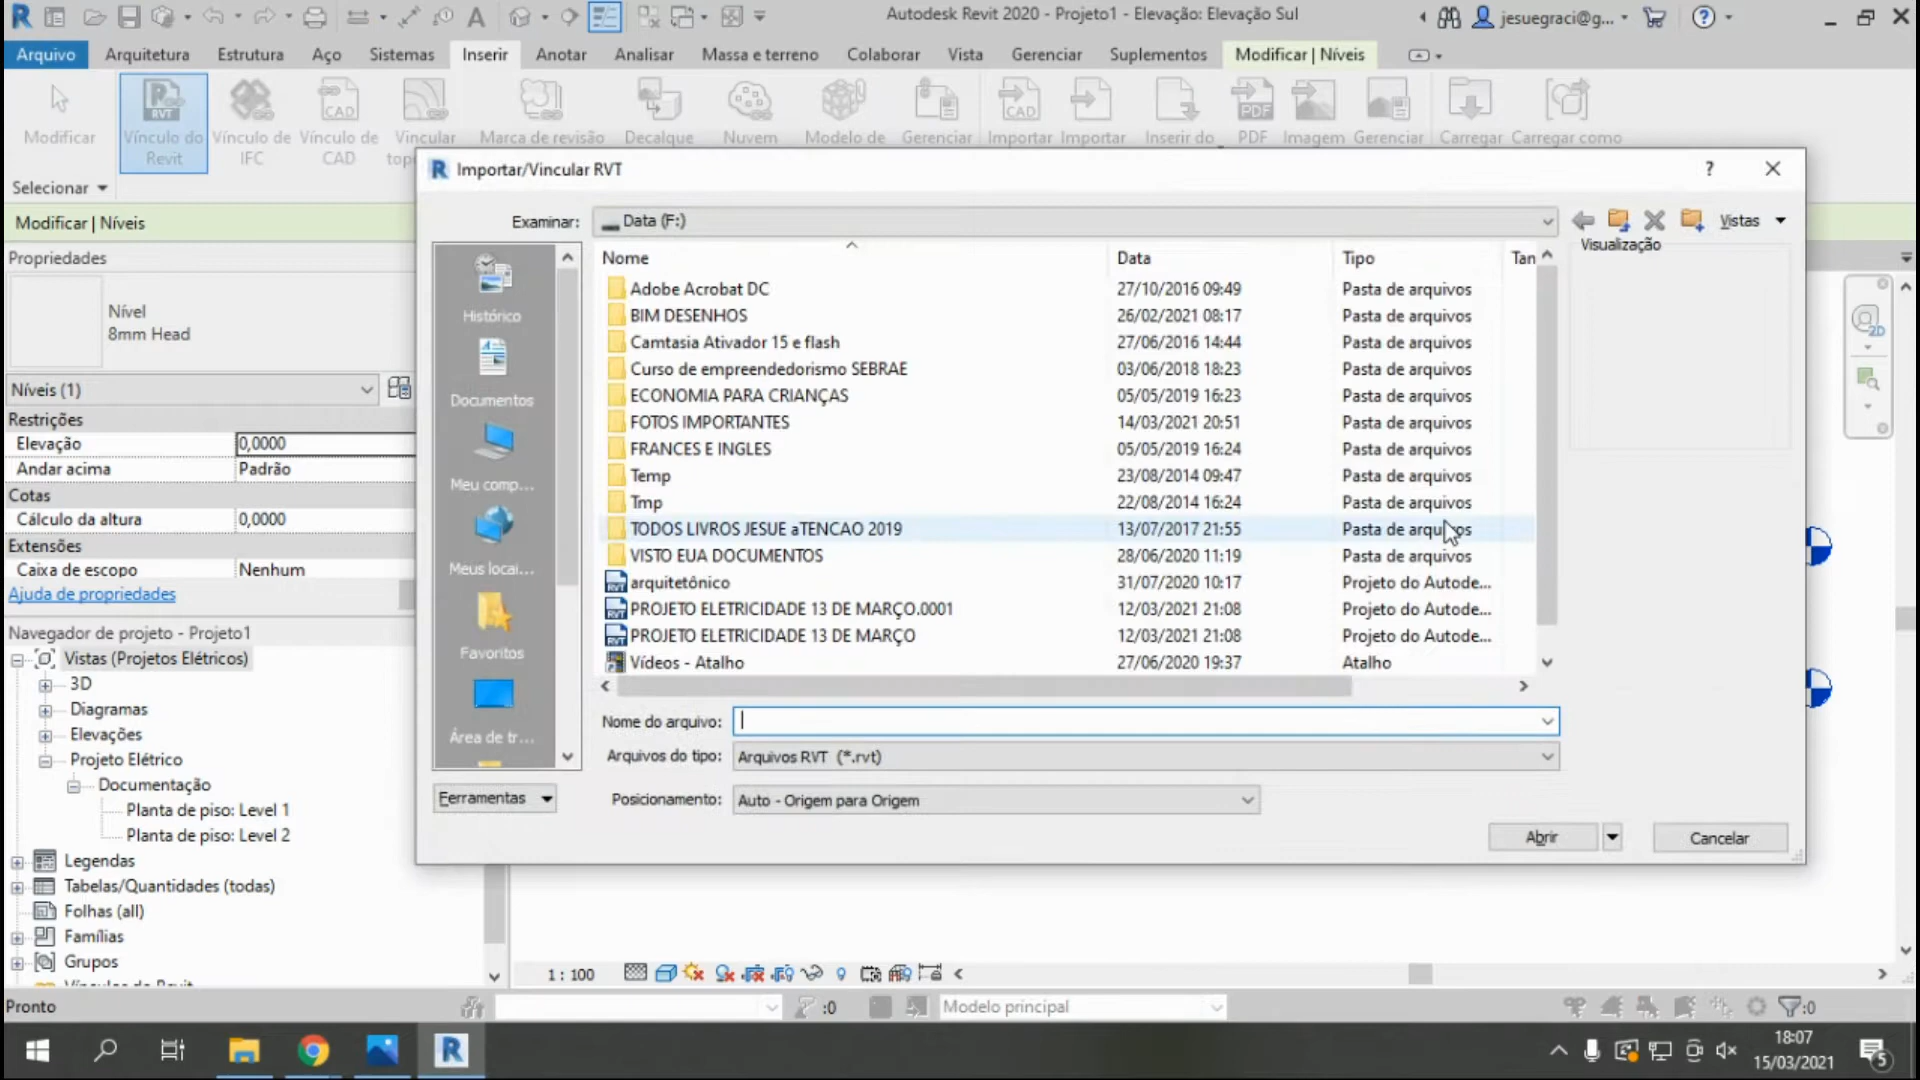 Autodesk Revit 2020 - Projeto1 - Elevação: Elevação Sul
jesuegraci@g...
Arquivo Arquitetura Estrutura Aço Sistemas Inserir Anotar Analisar Massa e terreno Colaborar Vista Gerenciar Suplementos Modificar | Níveis
Modificar Vínculo do Revit Vínculo de IFC Vínculo de CAD Vincular Marca de revisão Decalque Nuvem Modelo de Gerenciar Importar Importar Inserir do PDF Imagem Gerenciar Carregar Carregar como
Selecionar
Modificar | Níveis
Propriedades
Nível
8mm Head
Níveis (1)
Restrições
Elevação 0,0000
Andar acima Padrão
Cotas
Cálculo da altura 0,0000
Extensões
Caixa de escopo Nenhum
Ajuda de propriedades
Navegador de projeto - Projeto1
Vistas (Projetos Elétricos)
3D
Diagramas
Elevações
Projeto Elétrico
Documentação
Planta de piso: Level 1
Planta de piso: Level 2
Legendas
Tabelas/Quantidades (todas)
Folhas (all)
Famílias
Grupos
Importar/Vincular RVT
Examinar: Data (F:)
Vistas
Visualização
Histórico
Documentos
Meu comp...
Meus locai...
Favoritos
Área de tr...
Nome Data Tipo Tan
Adobe Acrobat DC 27/10/2016 09:49 Pasta de arquivos
BIM DESENHOS 26/02/2021 08:17 Pasta de arquivos
Camtasia Ativador 15 e flash 27/06/2016 14:44 Pasta de arquivos
Curso de empreendedorismo SEBRAE 03/06/2018 18:23 Pasta de arquivos
ECONOMIA PARA CRIANÇAS 05/05/2019 16:23 Pasta de arquivos
FOTOS IMPORTANTES 14/03/2021 20:51 Pasta de arquivos
FRANCES E INGLES 05/05/2019 16:24 Pasta de arquivos
Temp 23/08/2014 09:47 Pasta de arquivos
Tmp 22/08/2014 16:24 Pasta de arquivos
TODOS LIVROS JESUE aTENCAO 2019 13/07/2017 21:55 Pasta de arquivos
VISTO EUA DOCUMENTOS 28/06/2020 11:19 Pasta de arquivos
arquitetônico 31/07/2020 10:17 Projeto do Autode...
PROJETO ELETRICIDADE 13 DE MARÇO.0001 12/03/2021 21:08 Projeto do Autode...
PROJETO ELETRICIDADE 13 DE MARÇO 12/03/2021 21:08 Projeto do Autode...
Vídeos - Atalho 27/06/2020 19:37 Atalho
Nome do arquivo:
Arquivos do tipo: Arquivos RVT (*.rvt)
Ferramentas Posicionamento: Auto - Origem para Origem
Abrir Cancelar
2D
1 : 100
Pronto
:0
Modelo principal
:0
18:07
15/03/2021
5